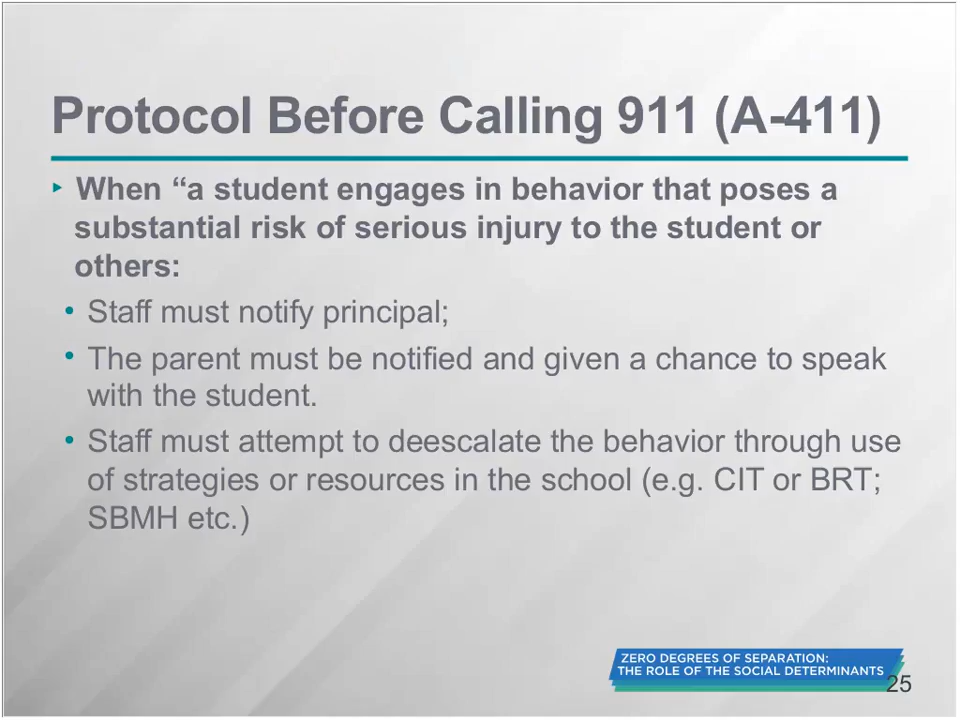 Protocol Before Calling 911 (A-411)
‣ When “a student engages in behavior that poses a
substantial risk of serious injury to the student or
others:
• Staff must notify principal;
• The parent must be notified and given a chance to speak
with the student.
• Staff must attempt to deescalate the behavior through use
of strategies or resources in the school (e.g. CIT or BRT;
SBMH etc.)
ZERO DEGREES OF SEPARATION:
THE ROLE OF THE SOCIAL DETERMINANTS
25